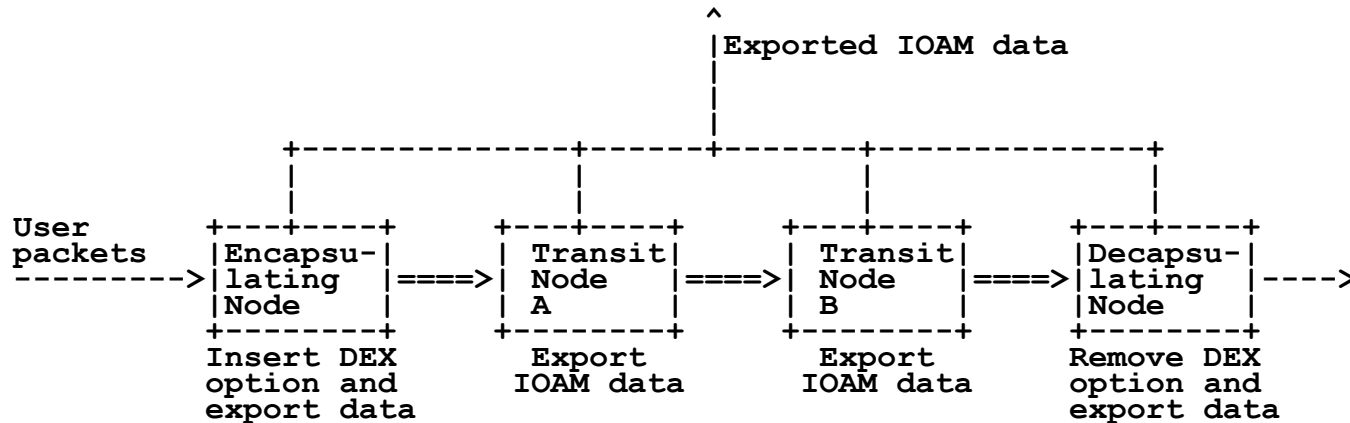 Exported IOAM data
User
packets
Encapsu-
lating
Node
Transit
Node
A
Transit
Node
B
Decapsu-
lating
Node
Insert DEX
option and
export data
Export
IOAM data
Export
IOAM data
Remove DEX
option and
export data